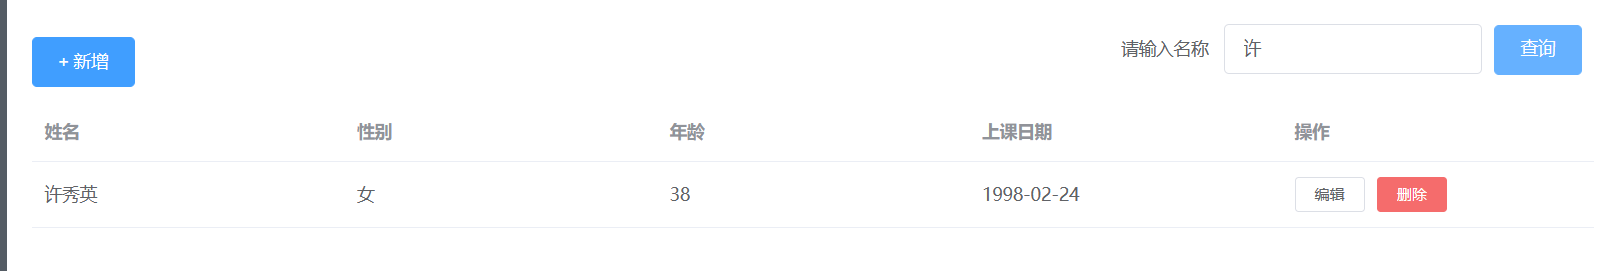 + 新增
请输入名称 许 查询
姓名 性别 年龄 上课日期 操作
许秀英 女 38 1998-02-24 编辑 删除